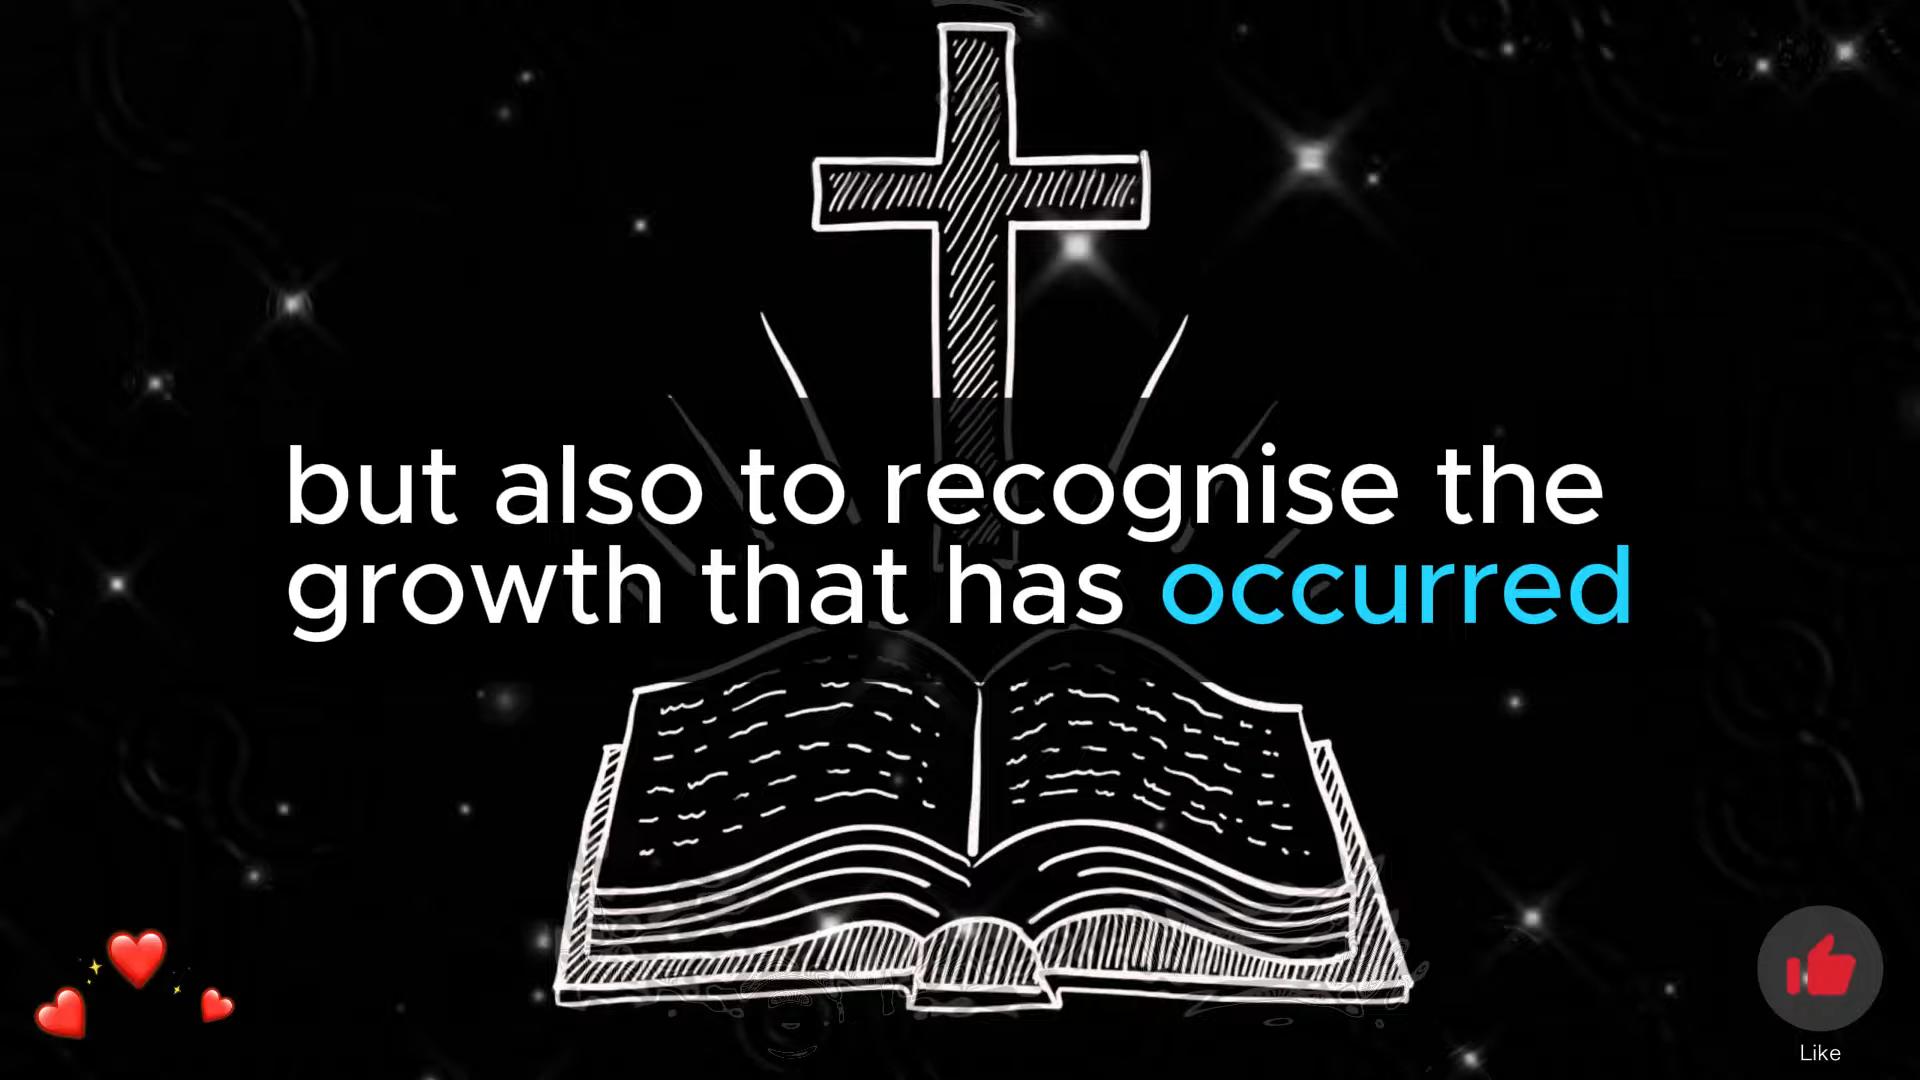 but also to recognise the
growth that has occurred
Like